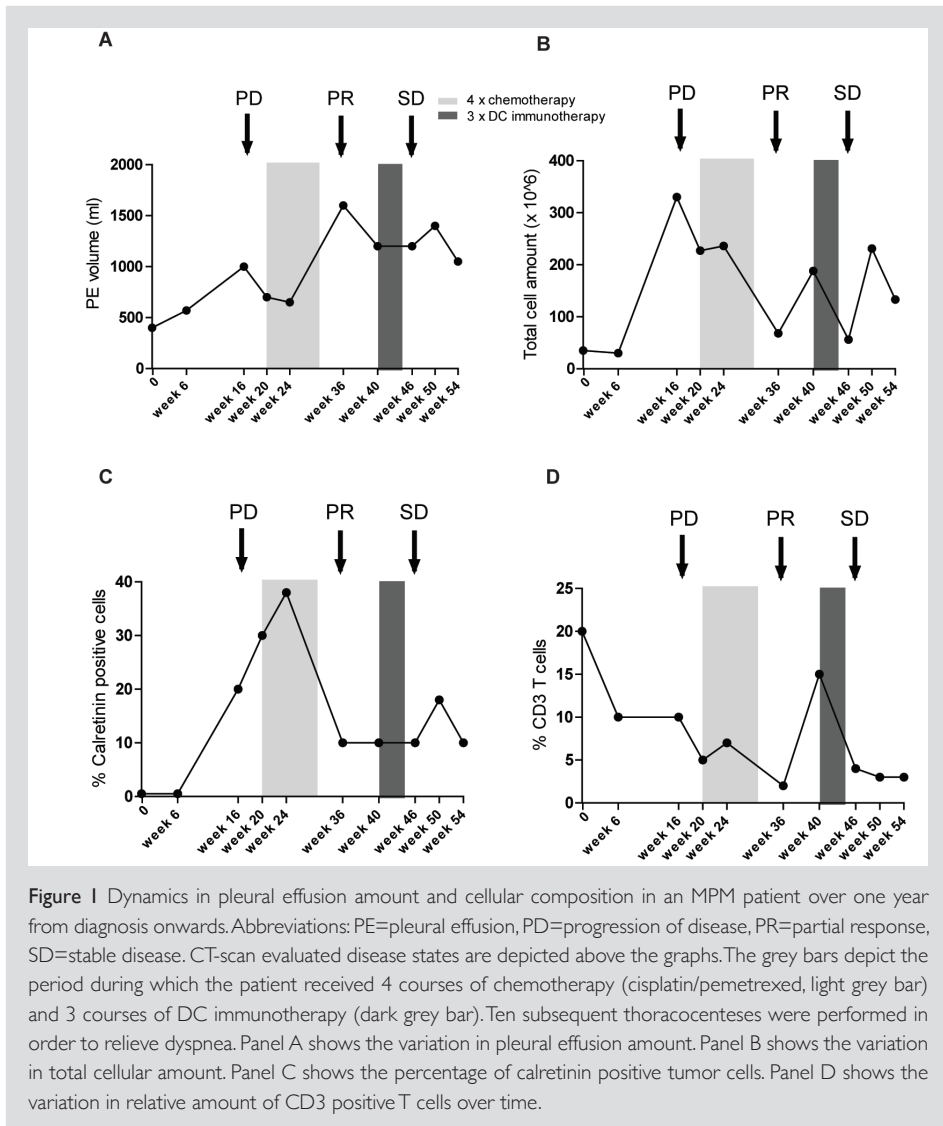 A
PD
PR
SD
4 x chemotherapy
3 x DC immunotherapy
PE volume (ml)
2000
1500
1000
500
0
0
week 6
week 16
week 20
week 24
week 36
week 40
week 46
week 50
week 54
B
PD
PR
SD
Total cell amount (x 10^6)
400
300
200
100
0
0
week 6
week 16
week 20
week 24
week 36
week 40
week 46
week 50
week 54
C
PD
PR
SD
% Calretinin positive cells
40
30
20
10
0
0
week 6
week 16
week 20
week 24
week 36
week 40
week 46
week 50
week 54
D
PD
PR
SD
% CD3 T cells
25
20
15
10
5
0
0
week 6
week 16
week 20
week 24
week 36
week 40
week 46
week 50
week 54
Figure 1 Dynamics in pleural effusion amount and cellular composition in an MPM patient over one year
from diagnosis onwards. Abbreviations: PE=pleural effusion, PD=progression of disease, PR=partial response,
SD=stable disease. CT-scan evaluated disease states are depicted above the graphs. The grey bars depict the
period during which the patient received 4 courses of chemotherapy (cisplatin/pemetrexed, light grey bar)
and 3 courses of DC immunotherapy (dark grey bar). Ten subsequent thoracocenteses were performed in
order to relieve dyspnea. Panel A shows the variation in pleural effusion amount. Panel B shows the variation
in total cellular amount. Panel C shows the percentage of calretinin positive tumor cells. Panel D shows the
variation in relative amount of CD3 positive T cells over time.